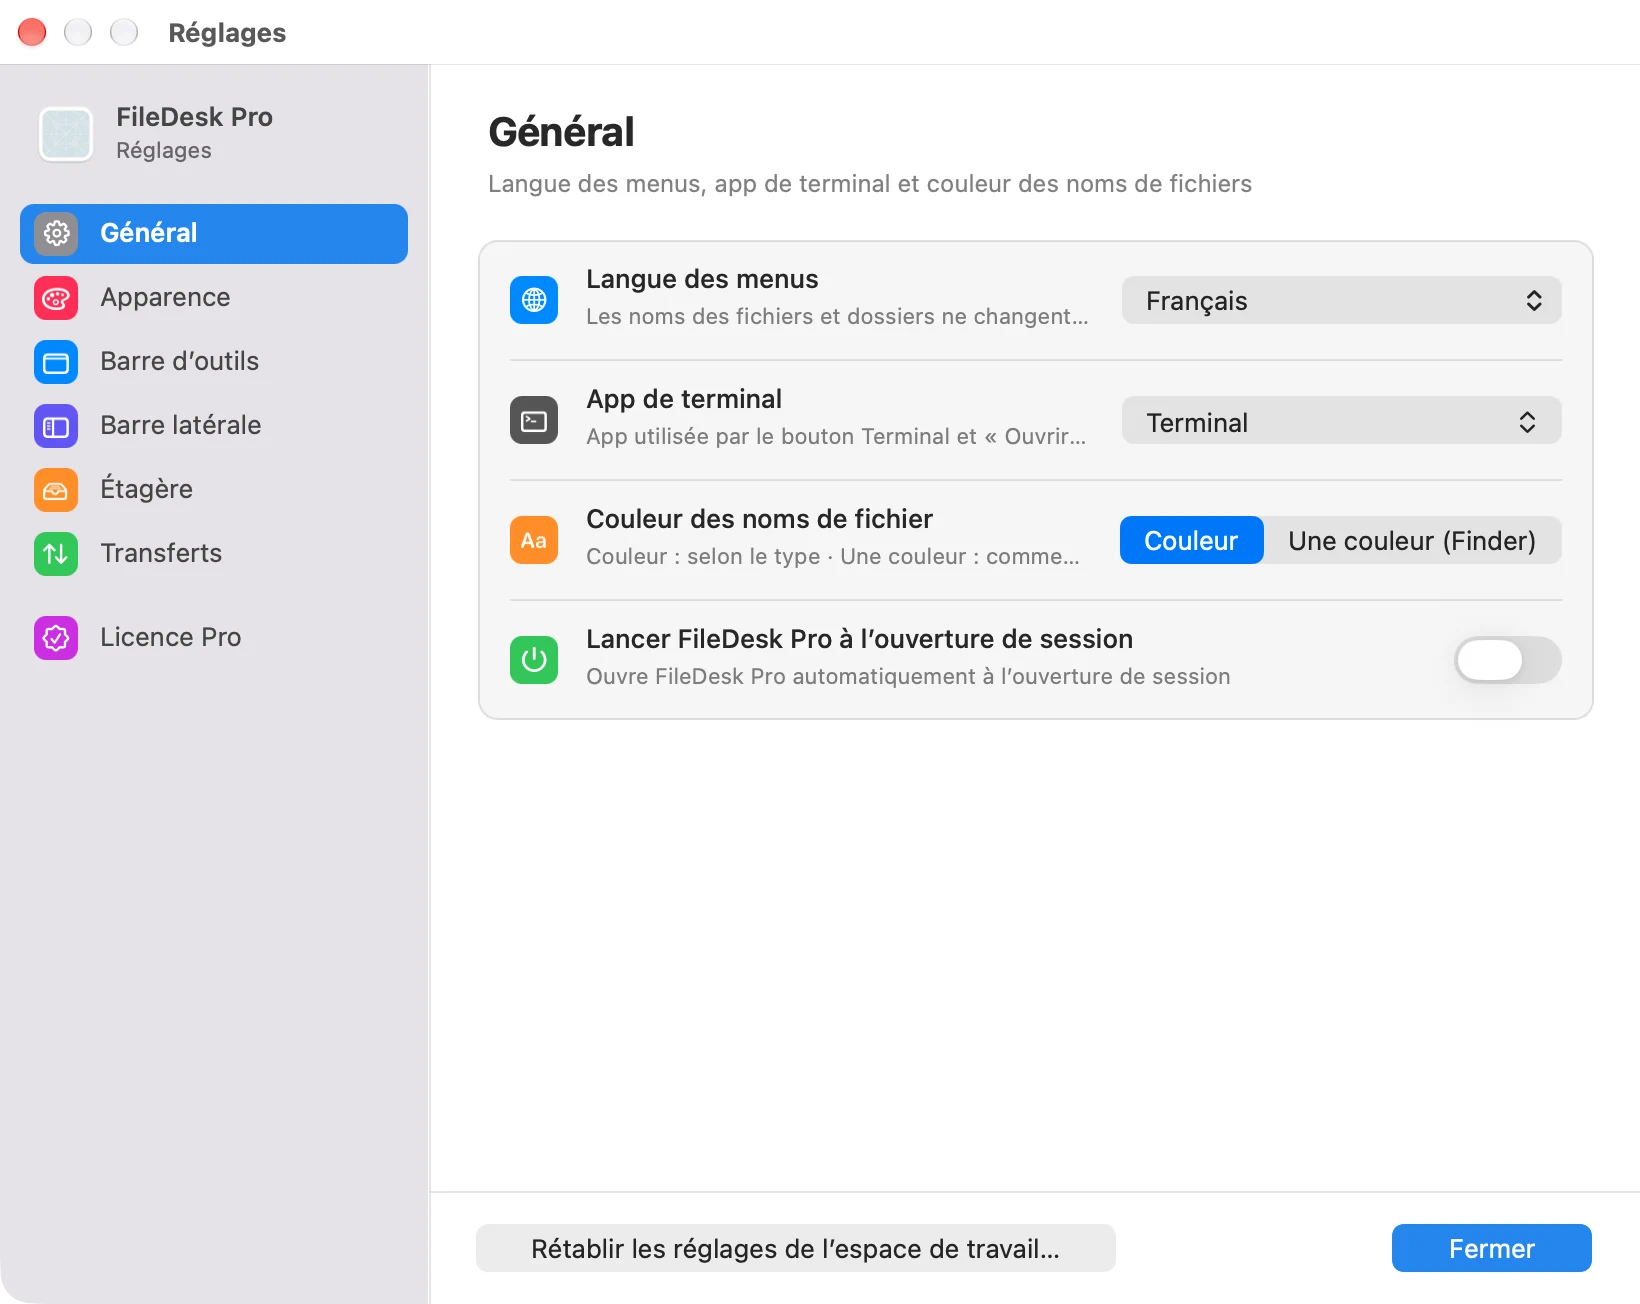 Réglages
FileDesk Pro
Réglages
Général
Apparence
Barre d’outils
Barre latérale
Étagère
Transferts
Licence Pro
Général
Langue des menus, app de terminal et couleur des noms de fichiers
Langue des menus
Les noms des fichiers et dossiers ne changent...
Français
App de terminal
App utilisée par le bouton Terminal et « Ouvrir...
Terminal
Aa
Couleur des noms de fichier
Couleur : selon le type · Une couleur : comme...
Couleur
Une couleur (Finder)
Lancer FileDesk Pro à l’ouverture de session
Ouvre FileDesk Pro automatiquement à l’ouverture de session
Rétablir les réglages de l’espace de travail...
Fermer